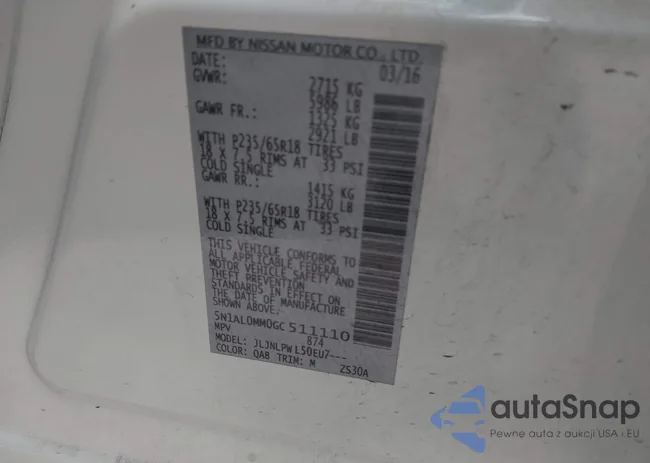 MFD BY NISSAN MOTOR CO., LTD.
DATE: 03/16
GVWR: 2715 KG
5986 LB
GAWR FR.: 1325 KG
2921 LB
WITH P235/65R18 TIRES
18 X 7.5 RIMS AT 33 PSI
COLD SINGLE
GAWR RR.: 1415 KG
3120 LB
WITH P235/65R18 TIRES
18 X 7.5 RIMS AT 33 PSI
COLD SINGLE
THIS VEHICLE CONFORMS TO
ALL APPLICABLE FEDERAL
MOTOR VEHICLE SAFETY AND
THEFT PREVENTION
STANDARDS IN EFFECT ON
THE DATE OF MANUFACTURE
SHOWN ABOVE.
5N1AL0MM0GC 511110
MPV 874
MODEL: JLJNLPW L50EU7---
COLOR: QAB TRIM: M ZS30A
autaSnap
Pewne auta z aukcji USA i EU